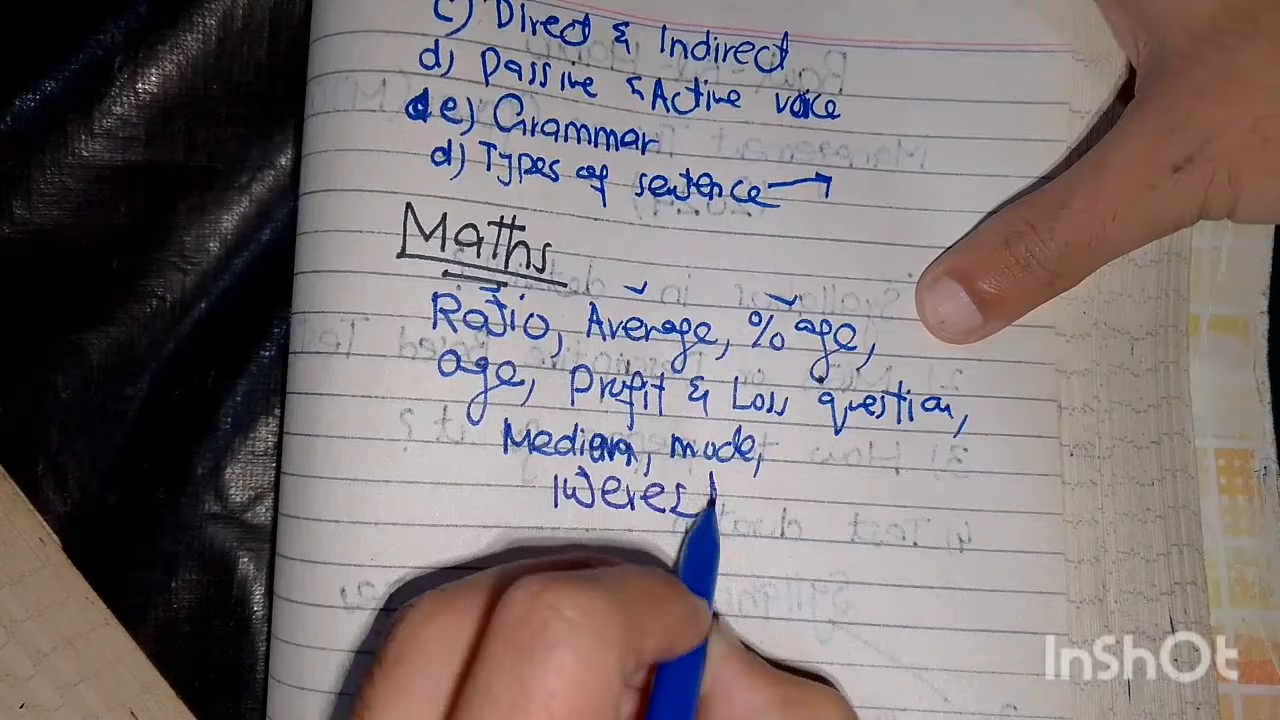 c) Direct & Indirect
d) Passive & Active voice
e) Grammar
d) Types of sentence →
Maths
Ratio, Average, % age,
age, Profit & Loss question,
Median, mode,
InShOt